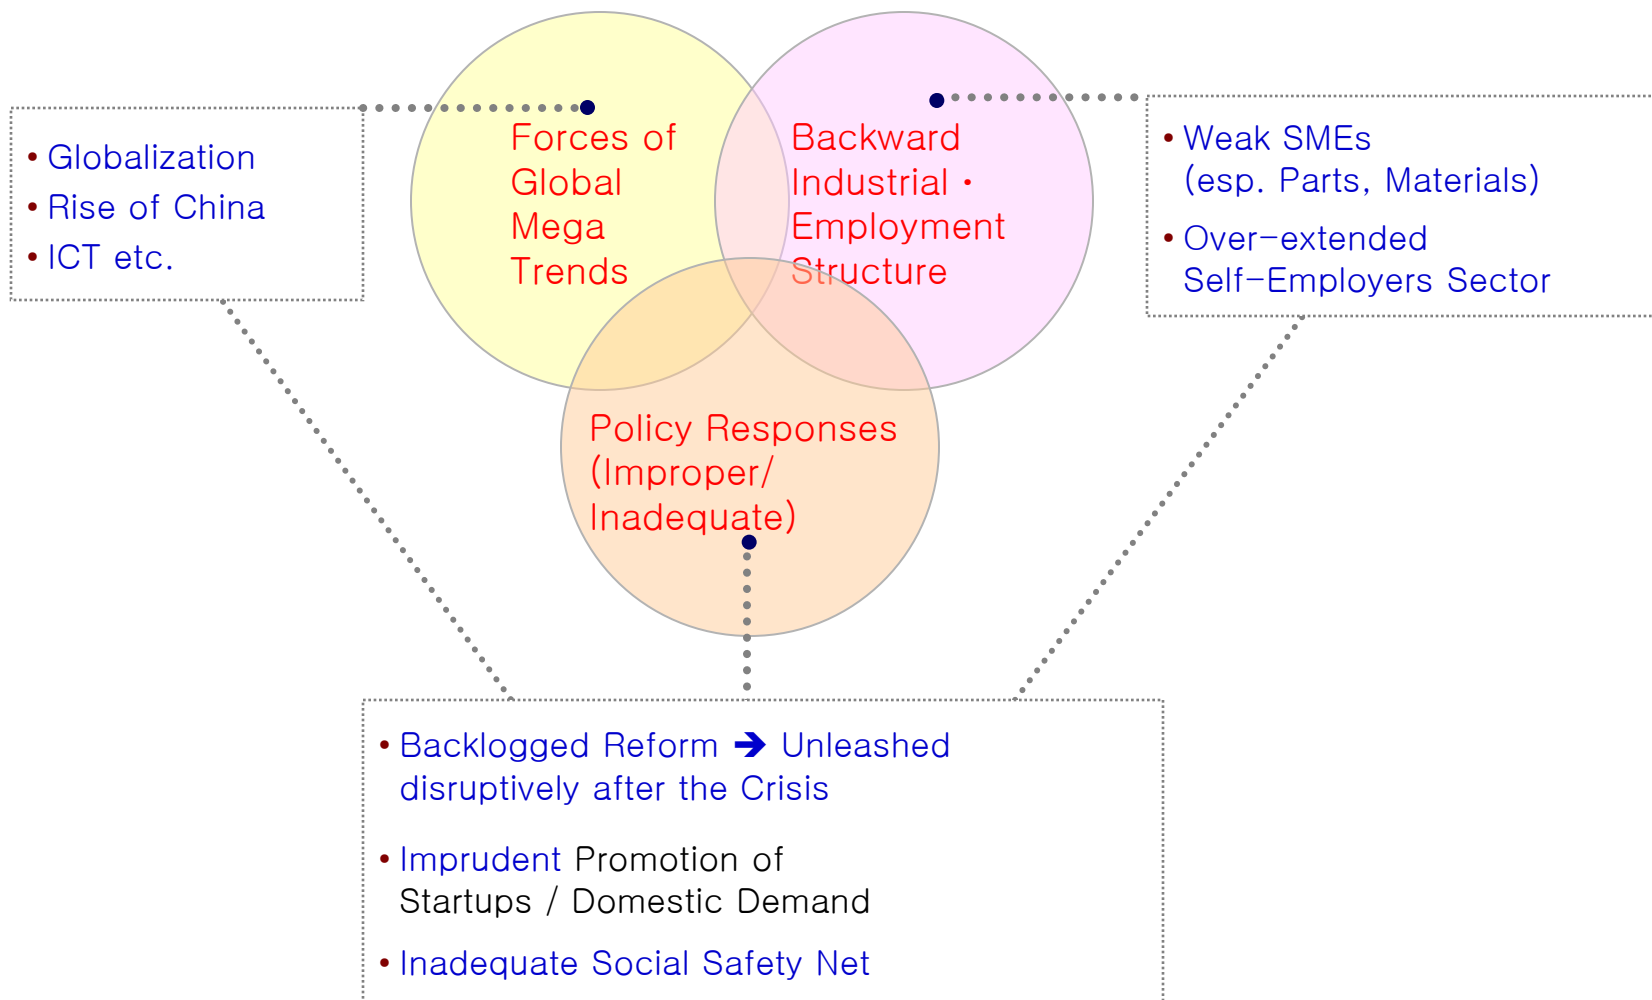 Forces of
Global
Mega
Trends
Backward
Industrial ·
Employment
Structure
• Globalization
• Rise of China
• ICT etc.
• Weak SMEs
(esp. Parts, Materials)
• Over-extended
Self-Employers Sector
Policy Responses
(Improper/
Inadequate)
• Backlogged Reform ➔ Unleashed
disruptively after the Crisis
• Imprudent Promotion of
Startups / Domestic Demand
• Inadequate Social Safety Net